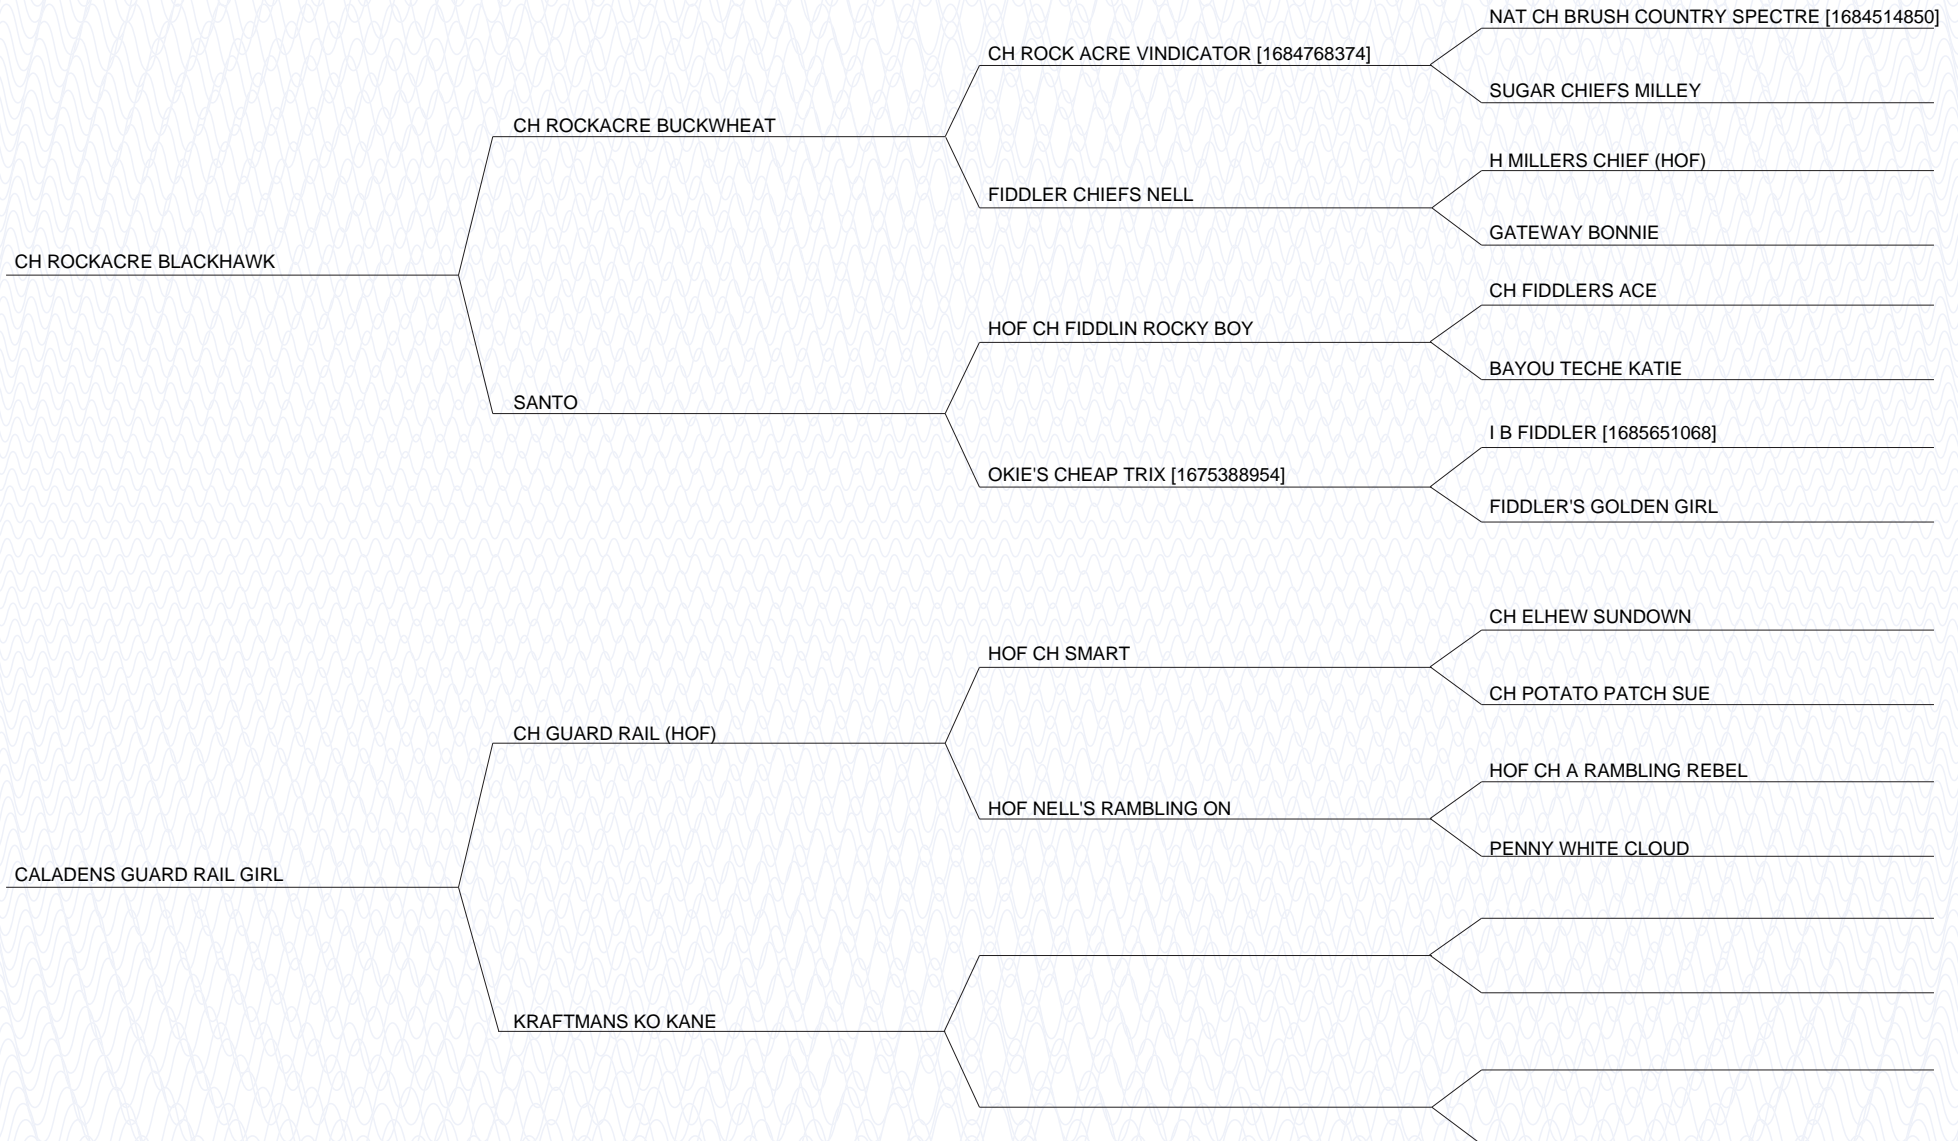 NAT CH BRUSH COUNTRY SPECTRE [1684514850]
CH ROCK ACRE VINDICATOR [1684768374]
SUGAR CHIEFS MILLEY
CH ROCKACRE BUCKWHEAT
H MILLERS CHIEF (HOF)
FIDDLER CHIEFS NELL
GATEWAY BONNIE
CH ROCKACRE BLACKHAWK
CH FIDDLERS ACE
HOF CH FIDDLIN ROCKY BOY
BAYOU TECHE KATIE
SANTO
I B FIDDLER [1685651068]
OKIE'S CHEAP TRIX [1675388954]
FIDDLER'S GOLDEN GIRL
CH ELHEW SUNDOWN
HOF CH SMART
CH POTATO PATCH SUE
CH GUARD RAIL (HOF)
HOF CH A RAMBLING REBEL
HOF NELL'S RAMBLING ON
PENNY WHITE CLOUD
CALADENS GUARD RAIL GIRL
KRAFTMANS KO KANE